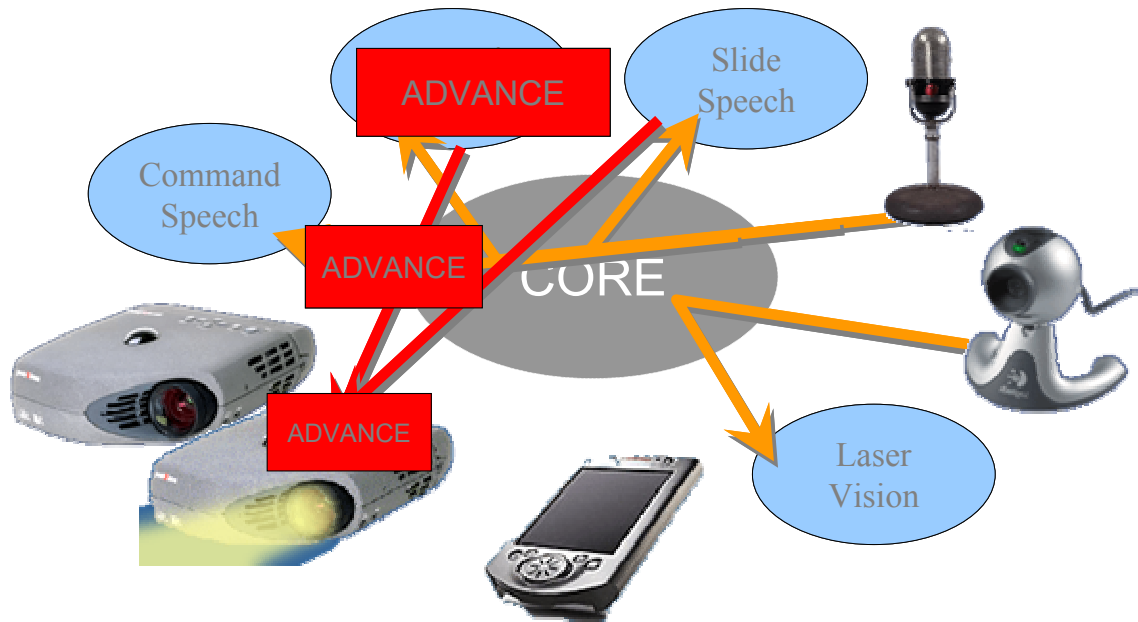 ADVANCE
Slide
Speech
Command
Speech
ADVANCE
CORE
ADVANCE
Laser
Vision